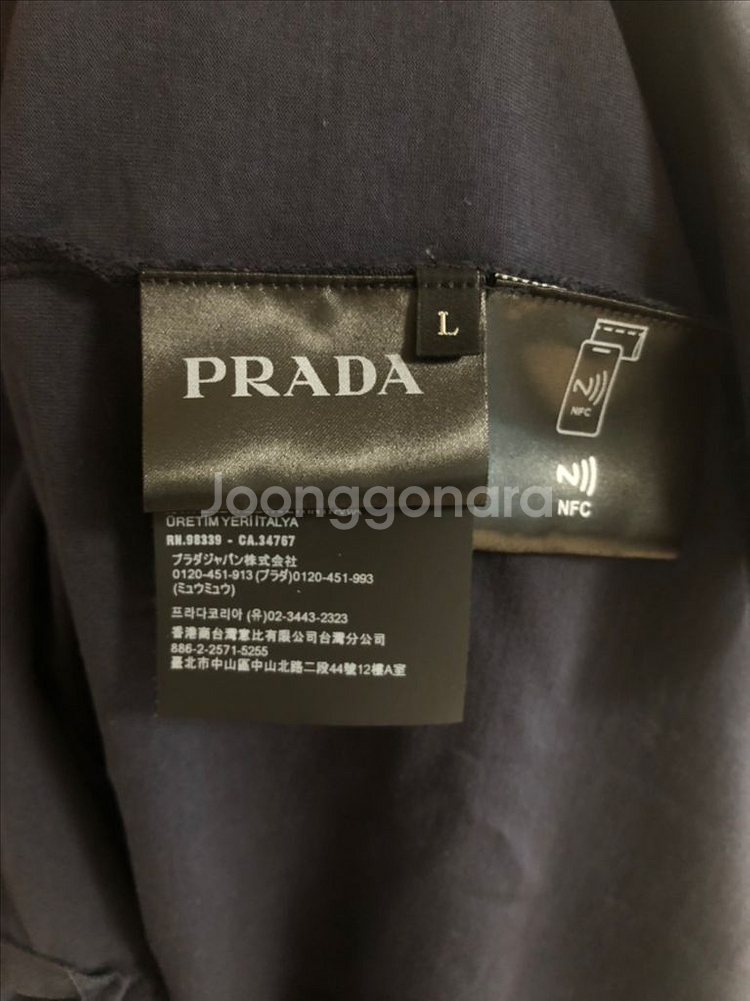 L
PRADA
NFC
NFC
Joonggonara
ÜRETİM YERİ İTALYA
RN.98339 - CA.34767
プラダジャパン株式会社
0120-451-913 (プラダ) 0120-451-993
(ミュウミュウ)
프라다코리아 (유)02-3443-2323
香港商台灣意比有限公司台灣分公司
886-2-2571-5255
臺北市中山區中山北路二段44號12樓A室